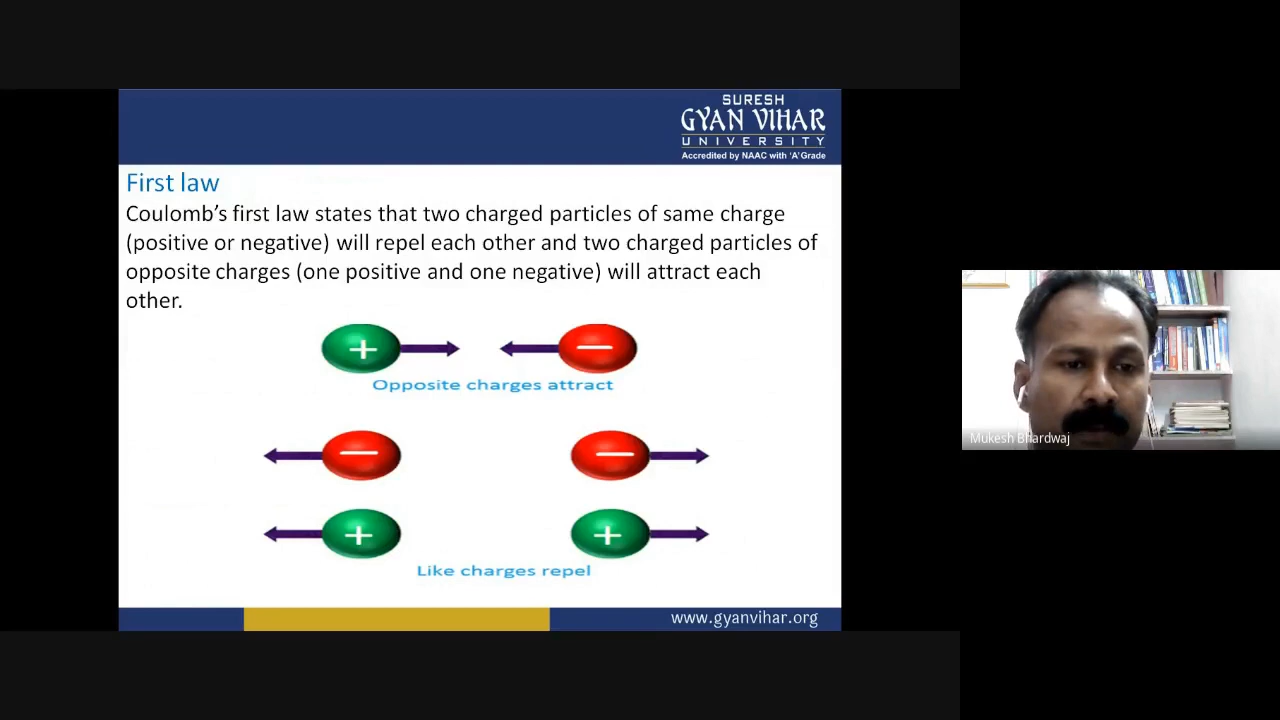 SURESH
GYAN VIHAR
UNIVERSITY
Accredited by NAAC with 'A' Grade
First law
Coulomb’s first law states that two charged particles of same charge
(positive or negative) will repel each other and two charged particles of
opposite charges (one positive and one negative) will attract each
other.
+ −
Opposite charges attract
− −
+ +
Like charges repel
www.gyanvihar.org
Mukesh Bhardwaj